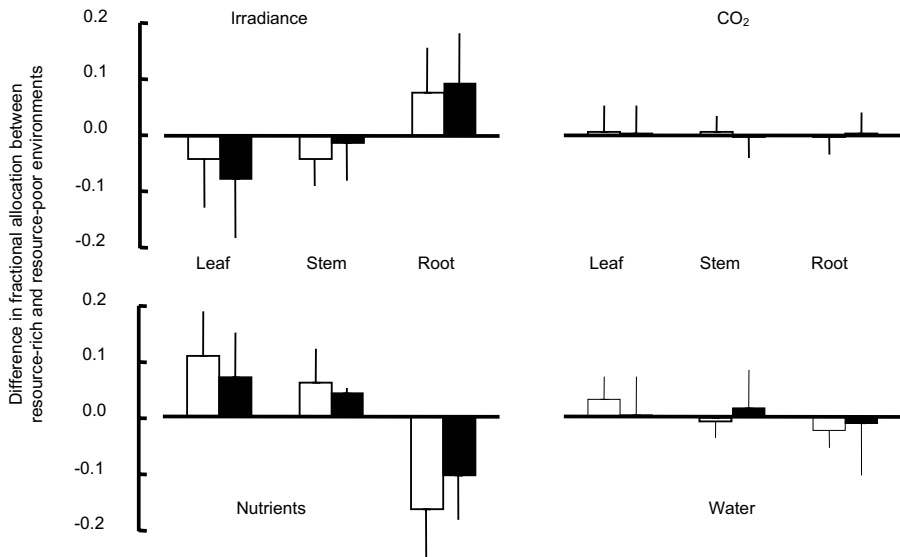 Difference in fractional allocation between
resource-rich and resource-poor environments
Irradiance
CO₂
0.2
0.1
0.0
-0.1
-0.2
Leaf Stem Root
Leaf Stem Root
0.2
0.1
0.0
-0.1
-0.2
Nutrients
Water